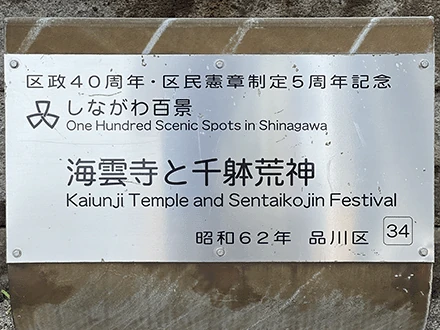 区政40周年・区民憲章制定5周年記念
しながわ百景
One Hundred Scenic Spots in Shinagawa
海雲寺と千躰荒神
Kaiunji Temple and Sentaikojin Festival
昭和62年 品川区 34